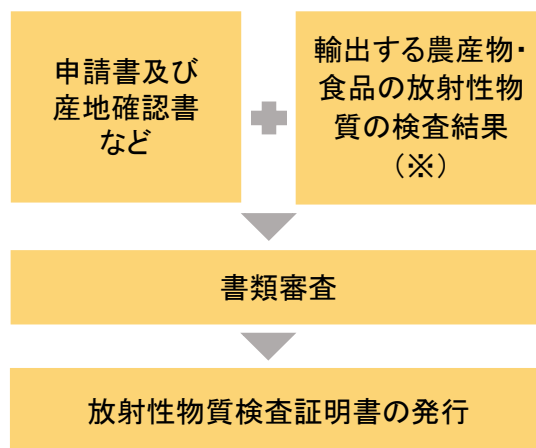 申請書及び
産地確認書
など
輸出する農産物・
食品の放射性物
質の検査結果
(※)
書類審査
放射性物質検査証明書の発行